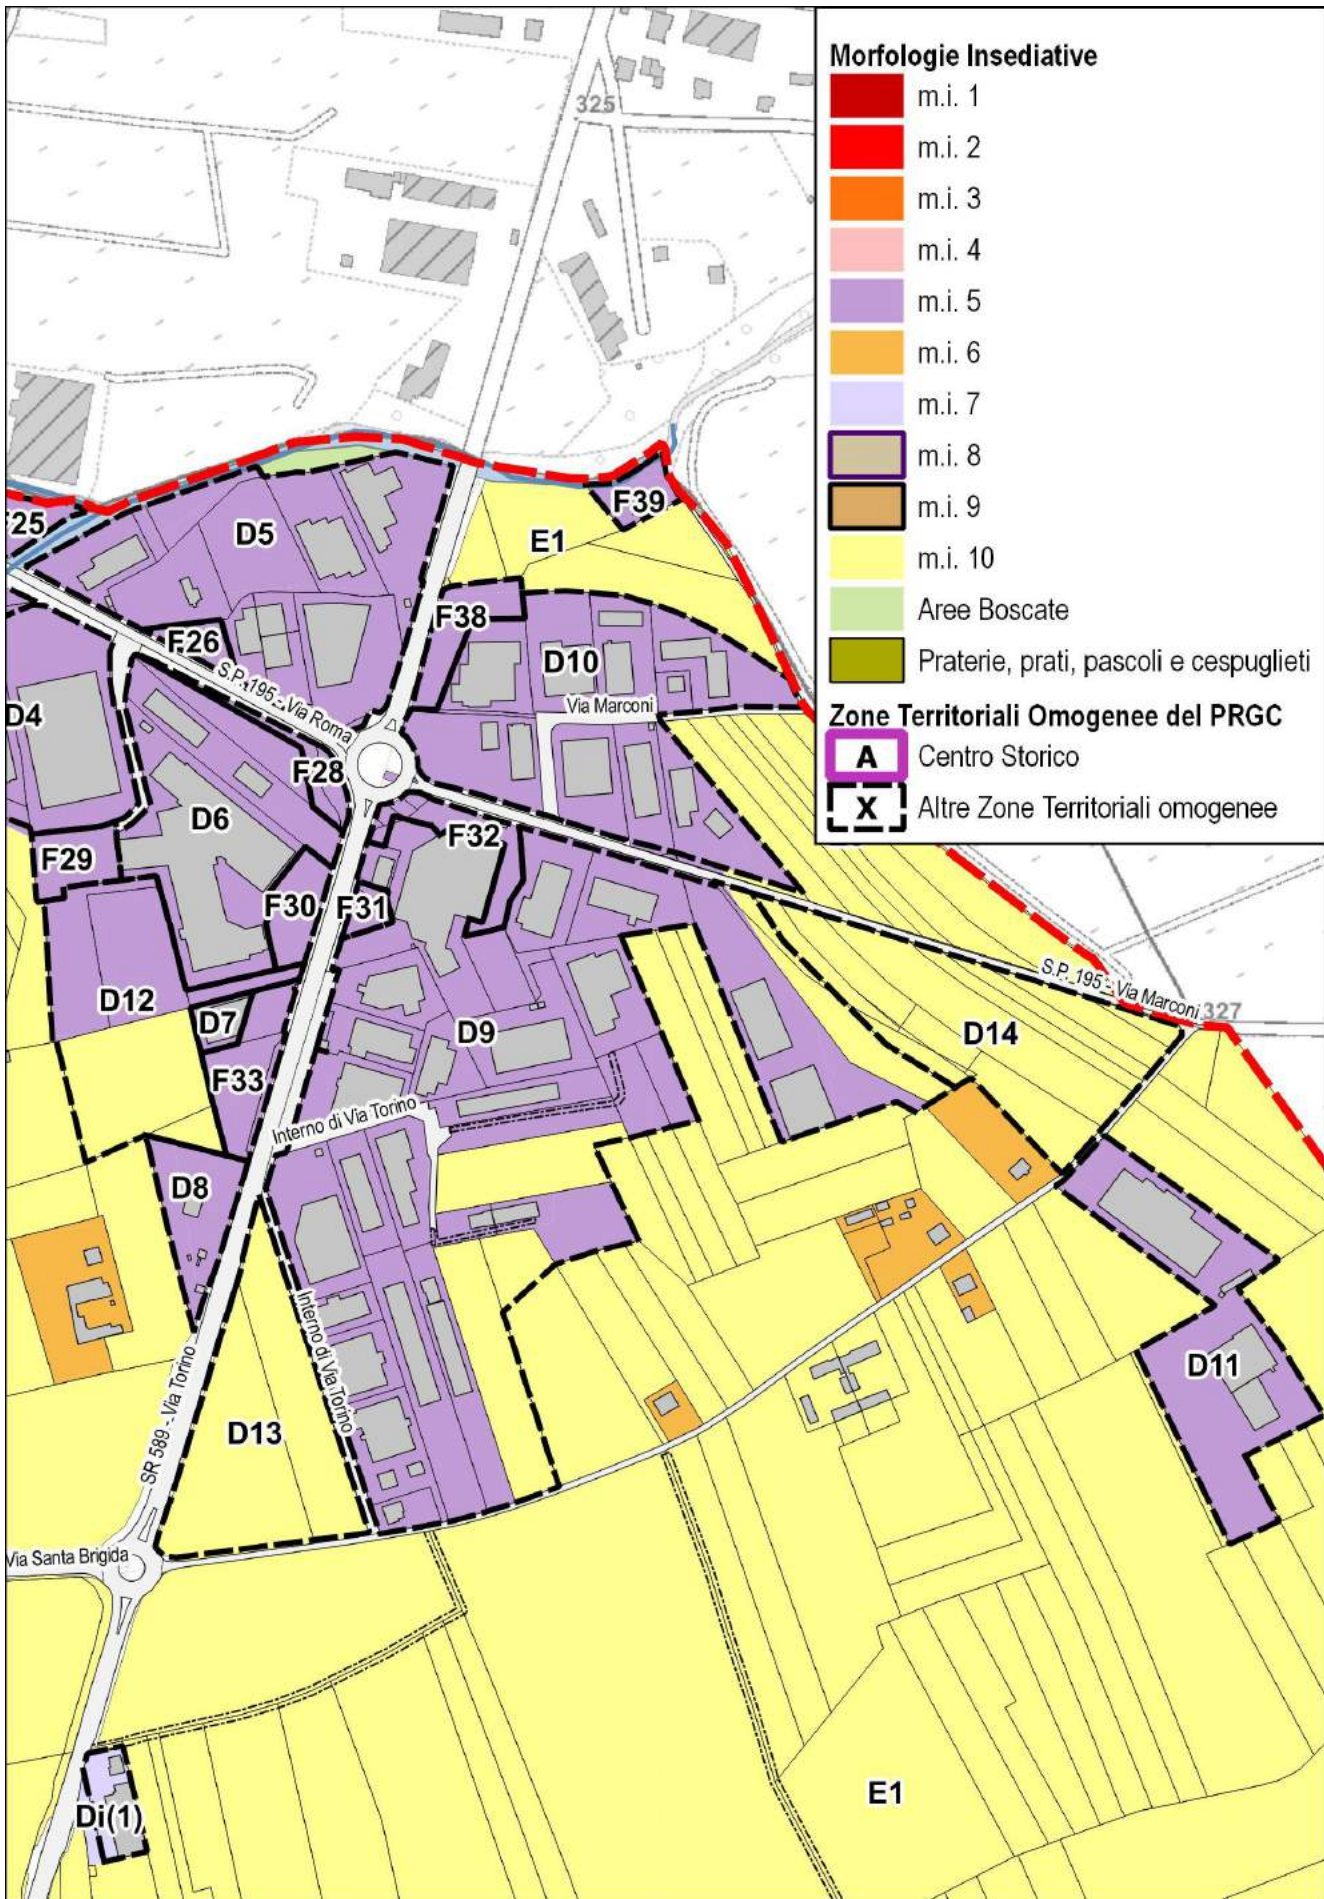 Morfologie Insediative
m.i. 1
m.i. 2
m.i. 3
m.i. 4
m.i. 5
m.i. 6
m.i. 7
m.i. 8
m.i. 9
m.i. 10
Aree Boscate
Praterie, prati, pascoli e cespuglieti
Zone Territoriali Omogenee del PRGC
A Centro Storico
X Altre Zone Territoriali omogenee
325
F25
D5
E1
F39
F26
F38
D10
S.P. 195 - Via Roma
Via Marconi
D4
F28
D6
F32
F29
F30
F31
D12
D7
D9
S.P. 195 - Via Marconi
327
D14
F33
Interno di Via Torino
D8
Interno di Via Torino
SR 589 - Via Torino
D11
D13
Via Santa Brigida
E1
Di(1)